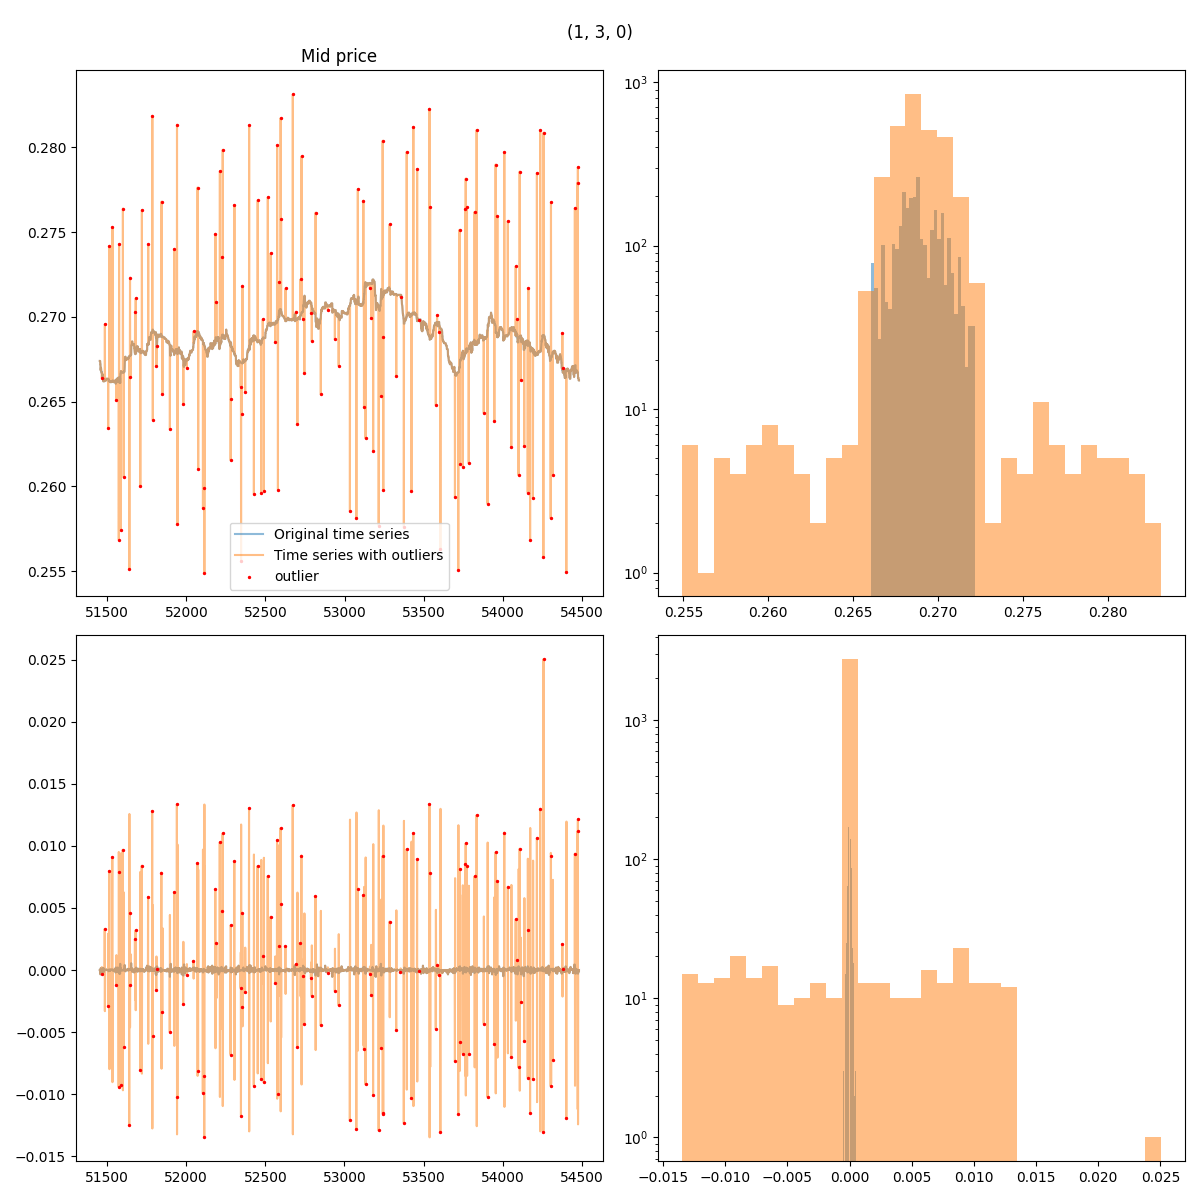 (1, 3, 0)
Mid price
0.280
0.275
0.270
0.265
0.260
0.255
Original time series
Time series with outliers
outlier
51500 52000 52500 53000 53500 54000 54500
10³
10²
10¹
10⁰
0.255 0.260 0.265 0.270 0.275 0.280
0.025
0.020
0.015
0.010
0.005
0.000
−0.005
−0.010
−0.015
51500 52000 52500 53000 53500 54000 54500
10³
10²
10¹
10⁰
−0.015 −0.010 −0.005 0.000 0.005 0.010 0.015 0.020 0.025